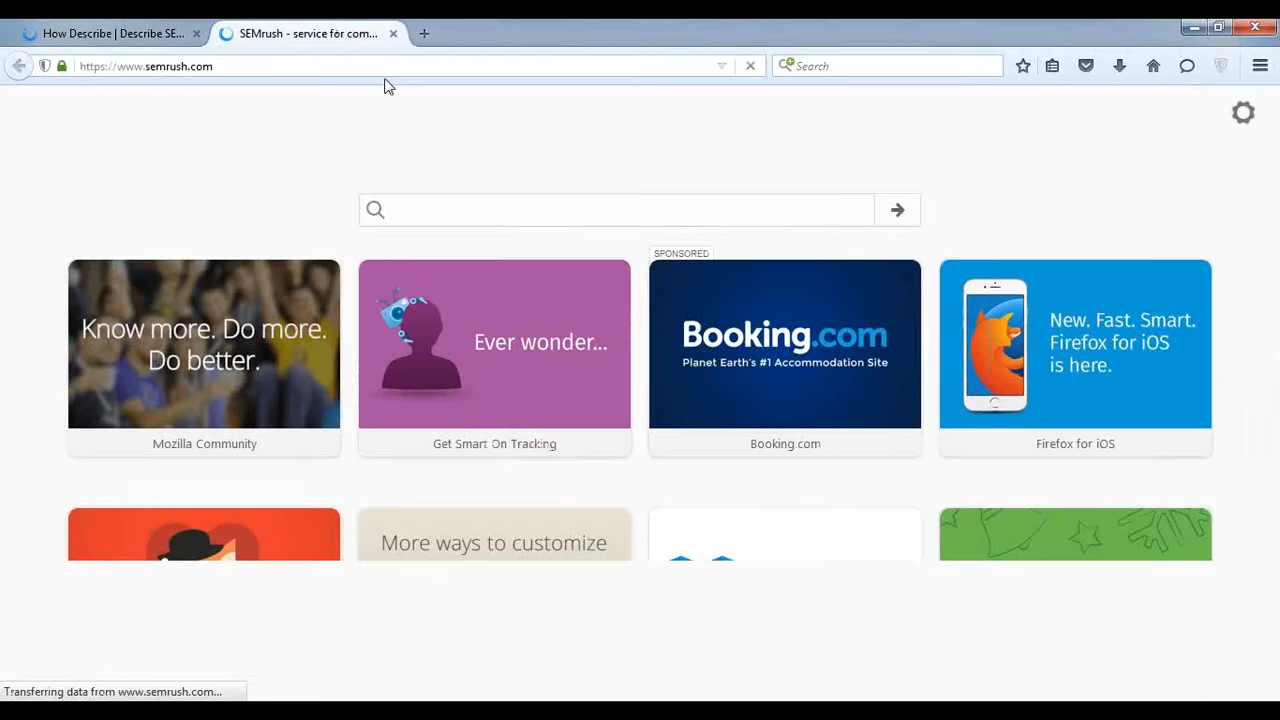 How Describe | Describe SE...
SEMrush - service for com...
https://www.semrush.com
Search
SPONSORED
Know more. Do more.
Do better.
Mozilla Community
Ever wonder...
Get Smart On Tracking
Booking.com
Planet Earth's #1 Accommodation Site
Booking.com
New. Fast. Smart.
Firefox for iOS
is here.
Firefox for iOS
More ways to customize
Transferring data from www.semrush.com...